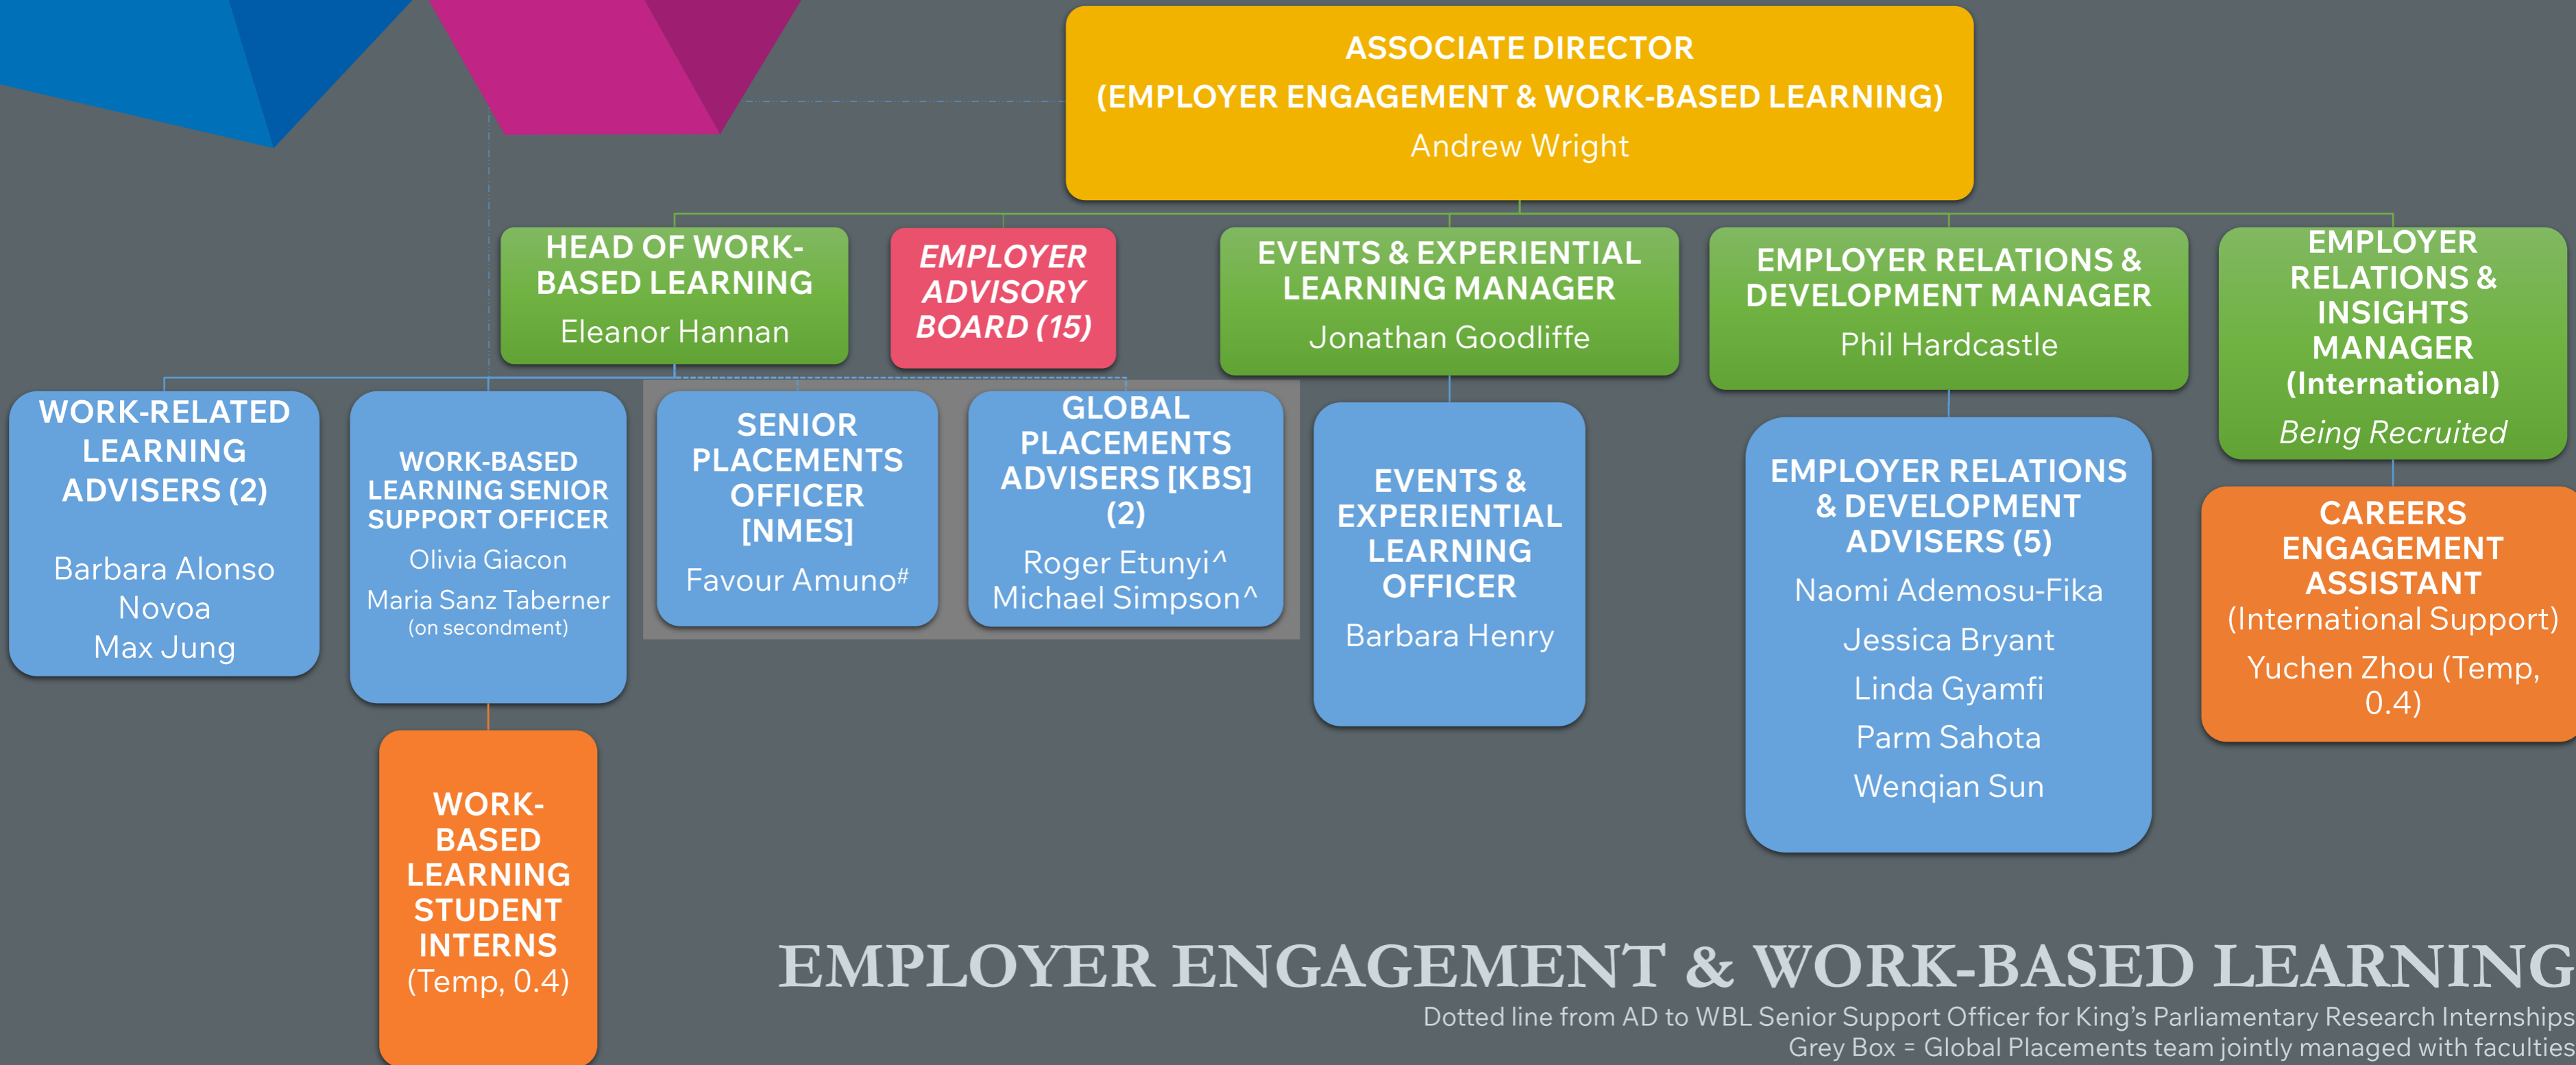 ASSOCIATE DIRECTOR
(EMPLOYER ENGAGEMENT & WORK-BASED LEARNING)
Andrew Wright
HEAD OF WORK-
BASED LEARNING
Eleanor Hannan
EMPLOYER
ADVISORY
BOARD (15)
EVENTS & EXPERIENTIAL
LEARNING MANAGER
Jonathan Goodliffe
EMPLOYER RELATIONS &
DEVELOPMENT MANAGER
Phil Hardcastle
EMPLOYER
RELATIONS &
INSIGHTS
MANAGER
(International)
Being Recruited
WORK-RELATED
LEARNING
ADVISERS (2)
Barbara Alonso
Novoa
Max Jung
WORK-BASED
LEARNING SENIOR
SUPPORT OFFICER
Olivia Giacon
Maria Sanz Taberner
(on secondment)
SENIOR
PLACEMENTS
OFFICER
[NMES]
Favour Amuno#
GLOBAL
PLACEMENTS
ADVISERS [KBS]
(2)
Roger Etunyi^
Michael Simpson^
EVENTS &
EXPERIENTIAL
LEARNING
OFFICER
Barbara Henry
EMPLOYER RELATIONS
& DEVELOPMENT
ADVISERS (5)
Naomi Ademosu-Fika
Jessica Bryant
Linda Gyamfi
Parm Sahota
Wenqian Sun
CAREERS
ENGAGEMENT
ASSISTANT
(International Support)
Yuchen Zhou (Temp,
0.4)
WORK-
BASED
LEARNING
STUDENT
INTERNS
(Temp, 0.4)
EMPLOYER ENGAGEMENT & WORK-BASED LEARNING
Dotted line from AD to WBL Senior Support Officer for King's Parliamentary Research Internships
Grey Box = Global Placements team jointly managed with faculties